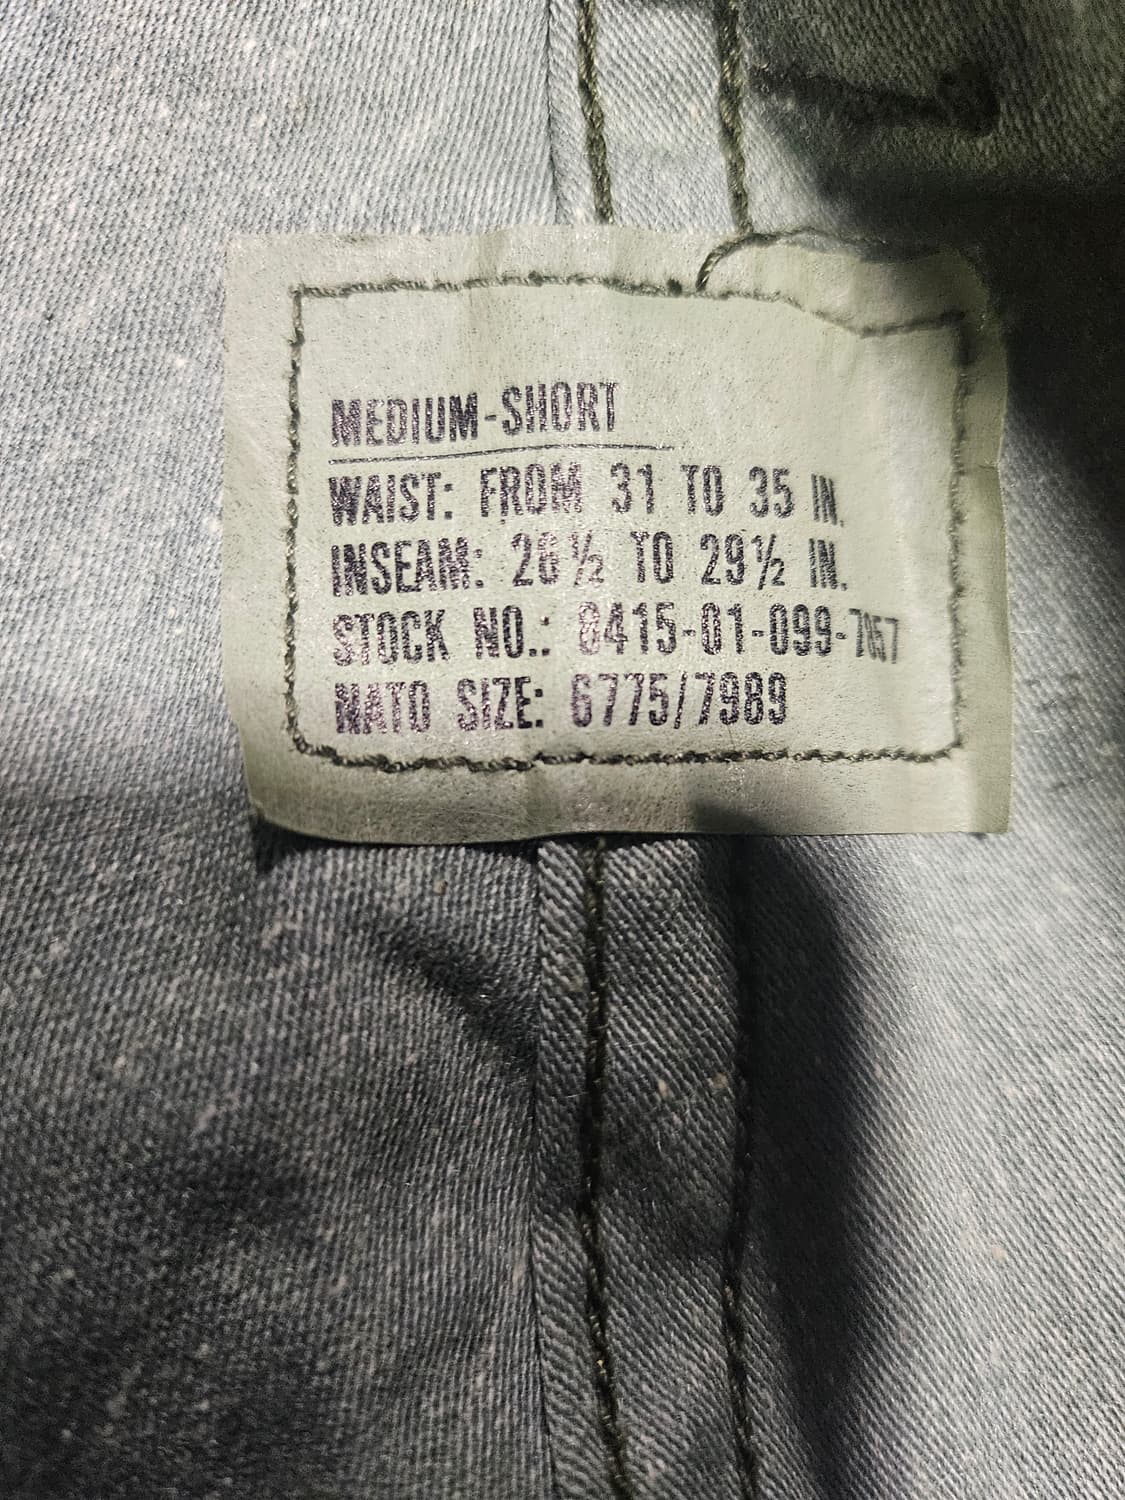 MEDIUM-SHORT
WAIST: FROM 31 TO 35 IN.
INSEAM: 26½ TO 29½ IN.
STOCK NO.: 8415-01-099-7857
NATO SIZE: 6775/7989